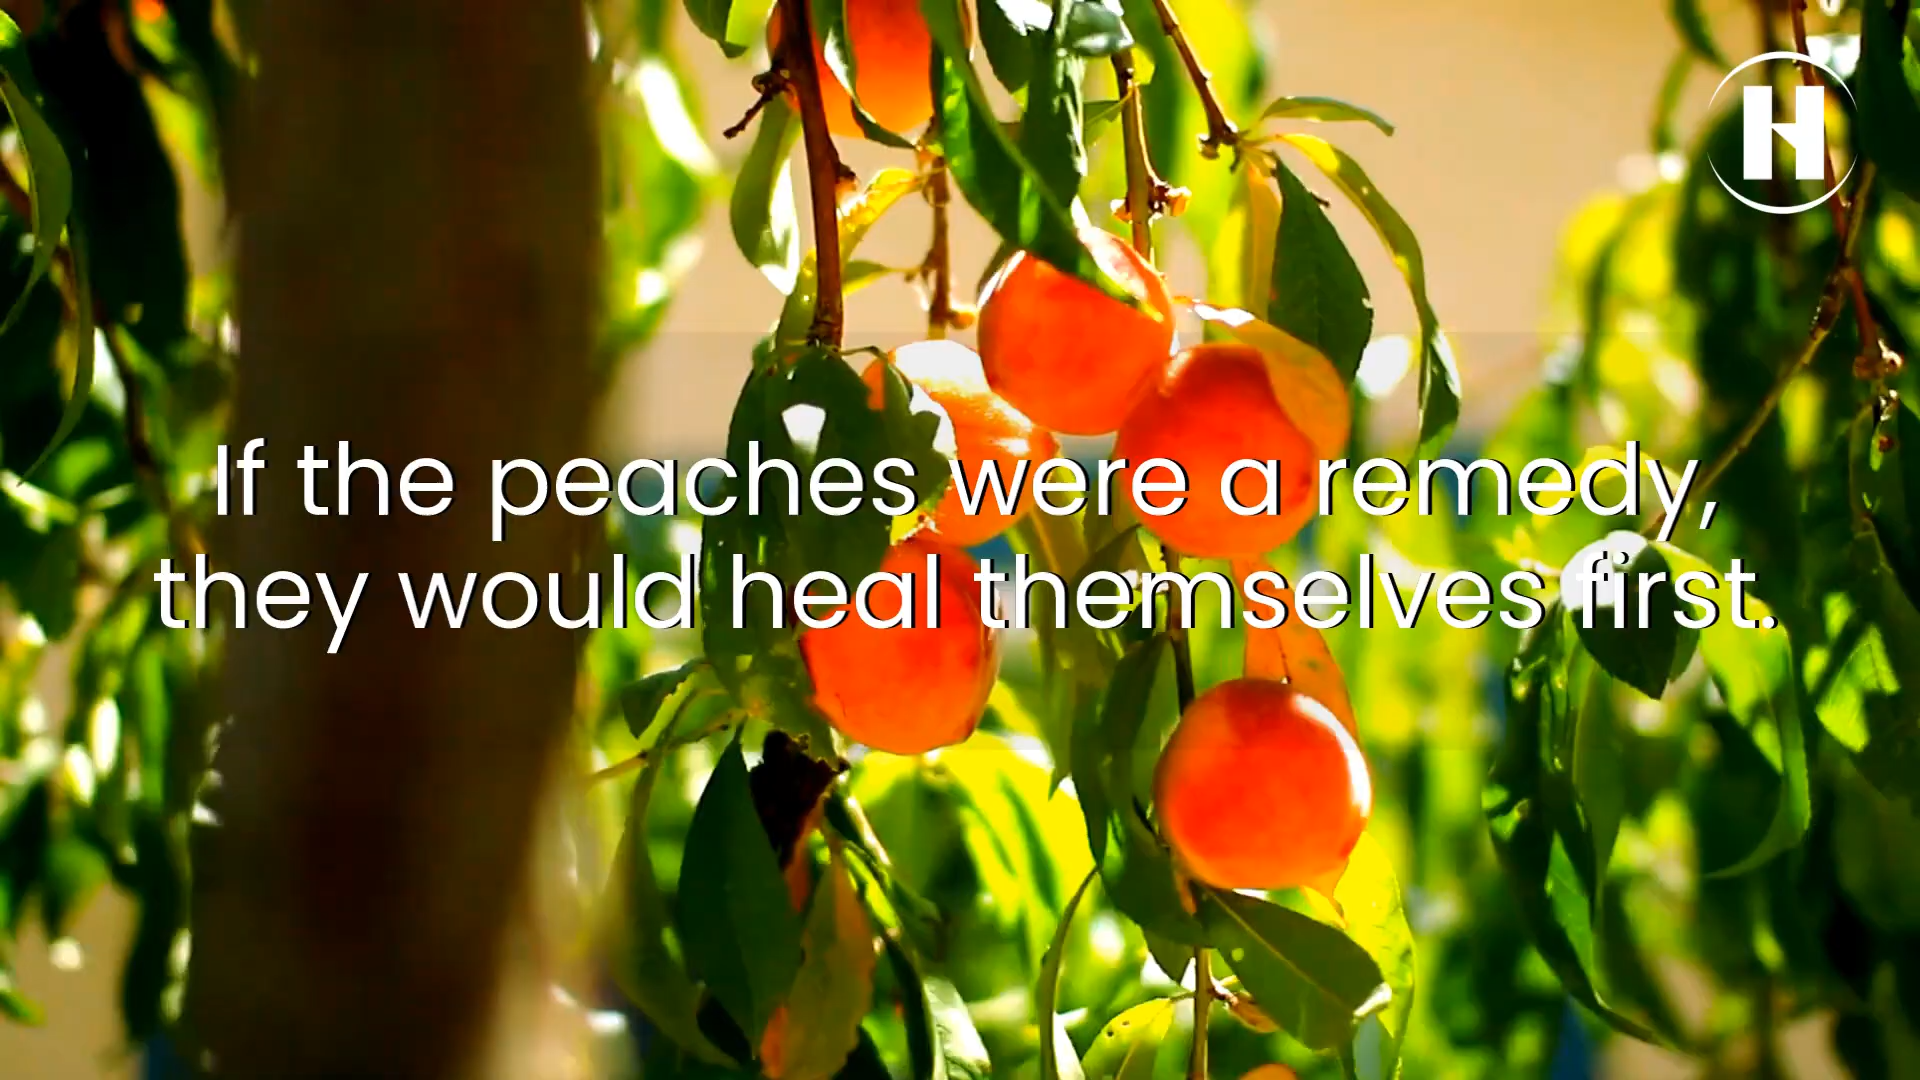 H
If the peaches were a remedy,
they would heal themselves first.